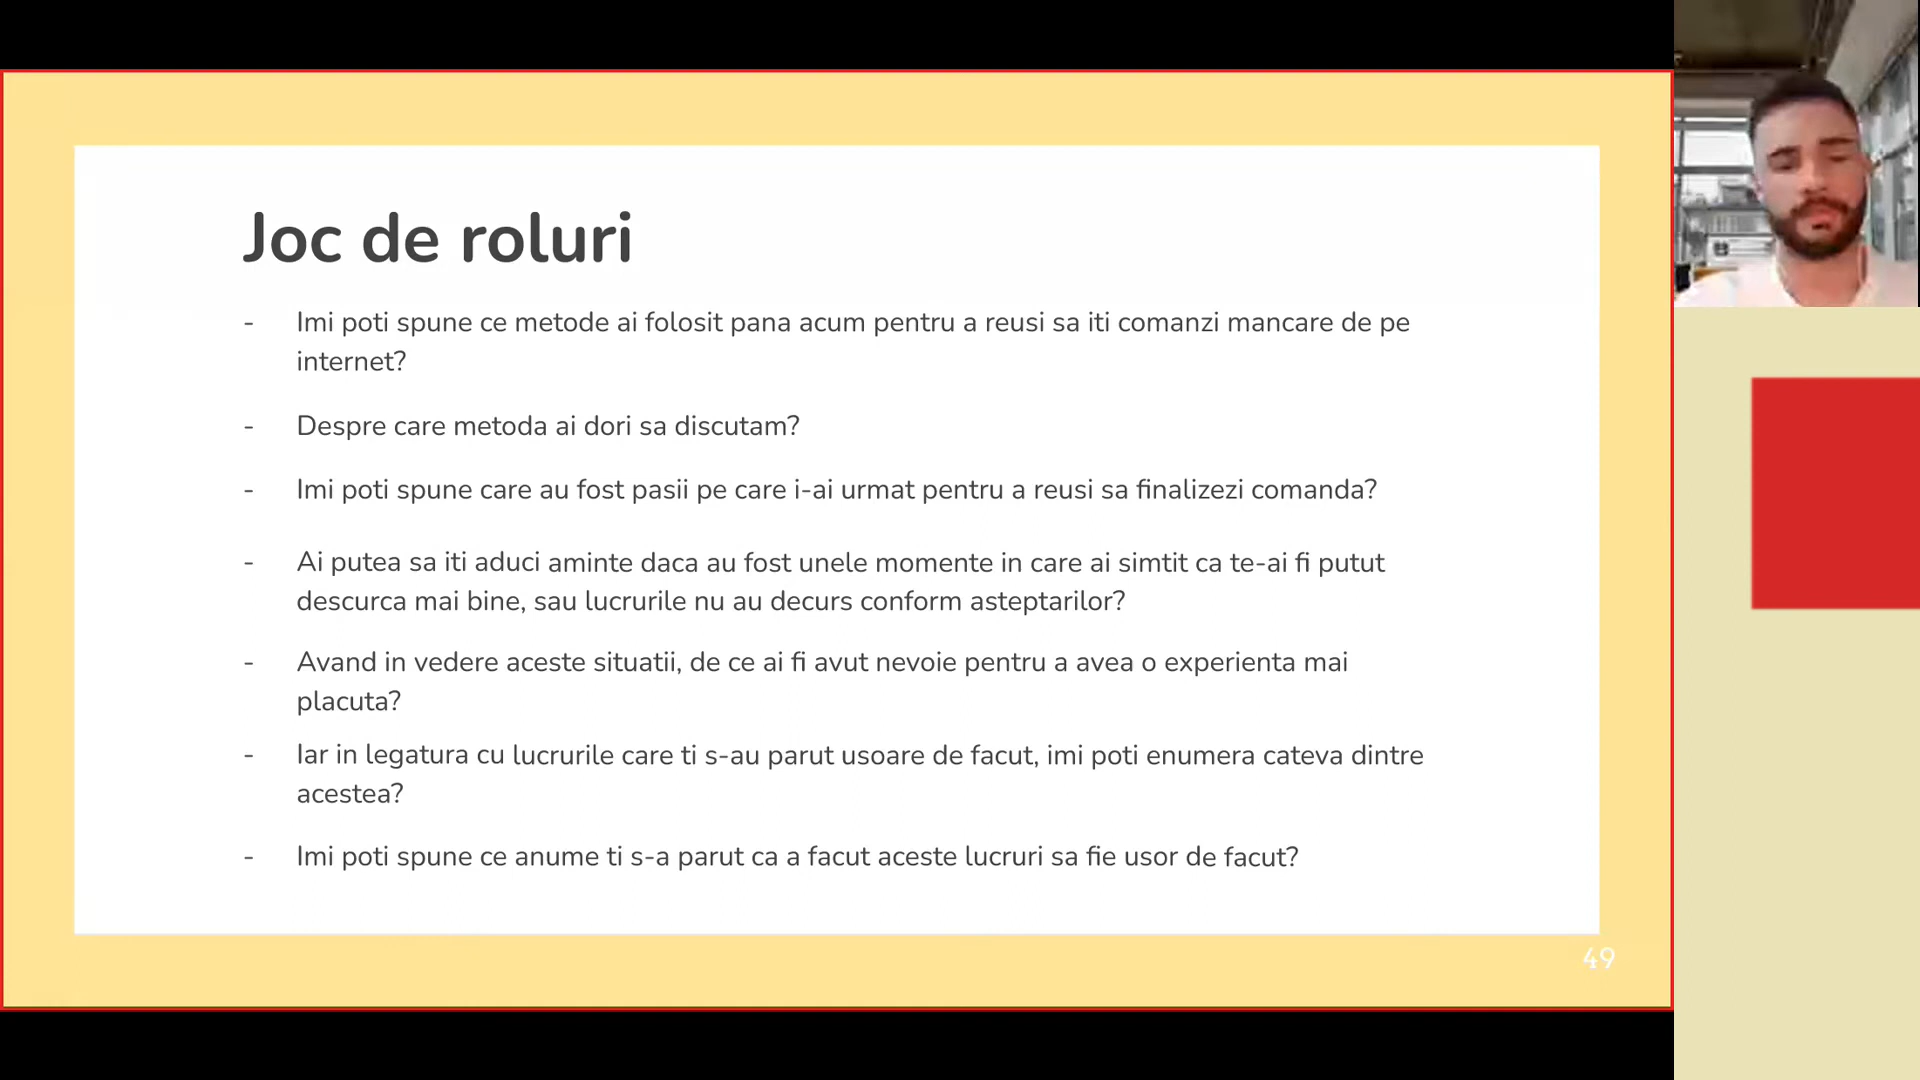 Joc de roluri
- Imi poti spune ce metode ai folosit pana acum pentru a reusi sa iti comanzi mancare de pe
internet?
- Despre care metoda ai dori sa discutam?
- Imi poti spune care au fost pasii pe care i-ai urmat pentru a reusi sa finalizezi comanda?
- Ai putea sa iti aduci aminte daca au fost unele momente in care ai simtit ca te-ai fi putut
descurca mai bine, sau lucrurile nu au decurs conform asteptarilor?
- Avand in vedere aceste situatii, de ce ai fi avut nevoie pentru a avea o experienta mai
placuta?
- Iar in legatura cu lucrurile care ti s-au parut usoare de facut, imi poti enumera cateva dintre
acestea?
- Imi poti spune ce anume ti s-a parut ca a facut aceste lucruri sa fie usor de facut?
49